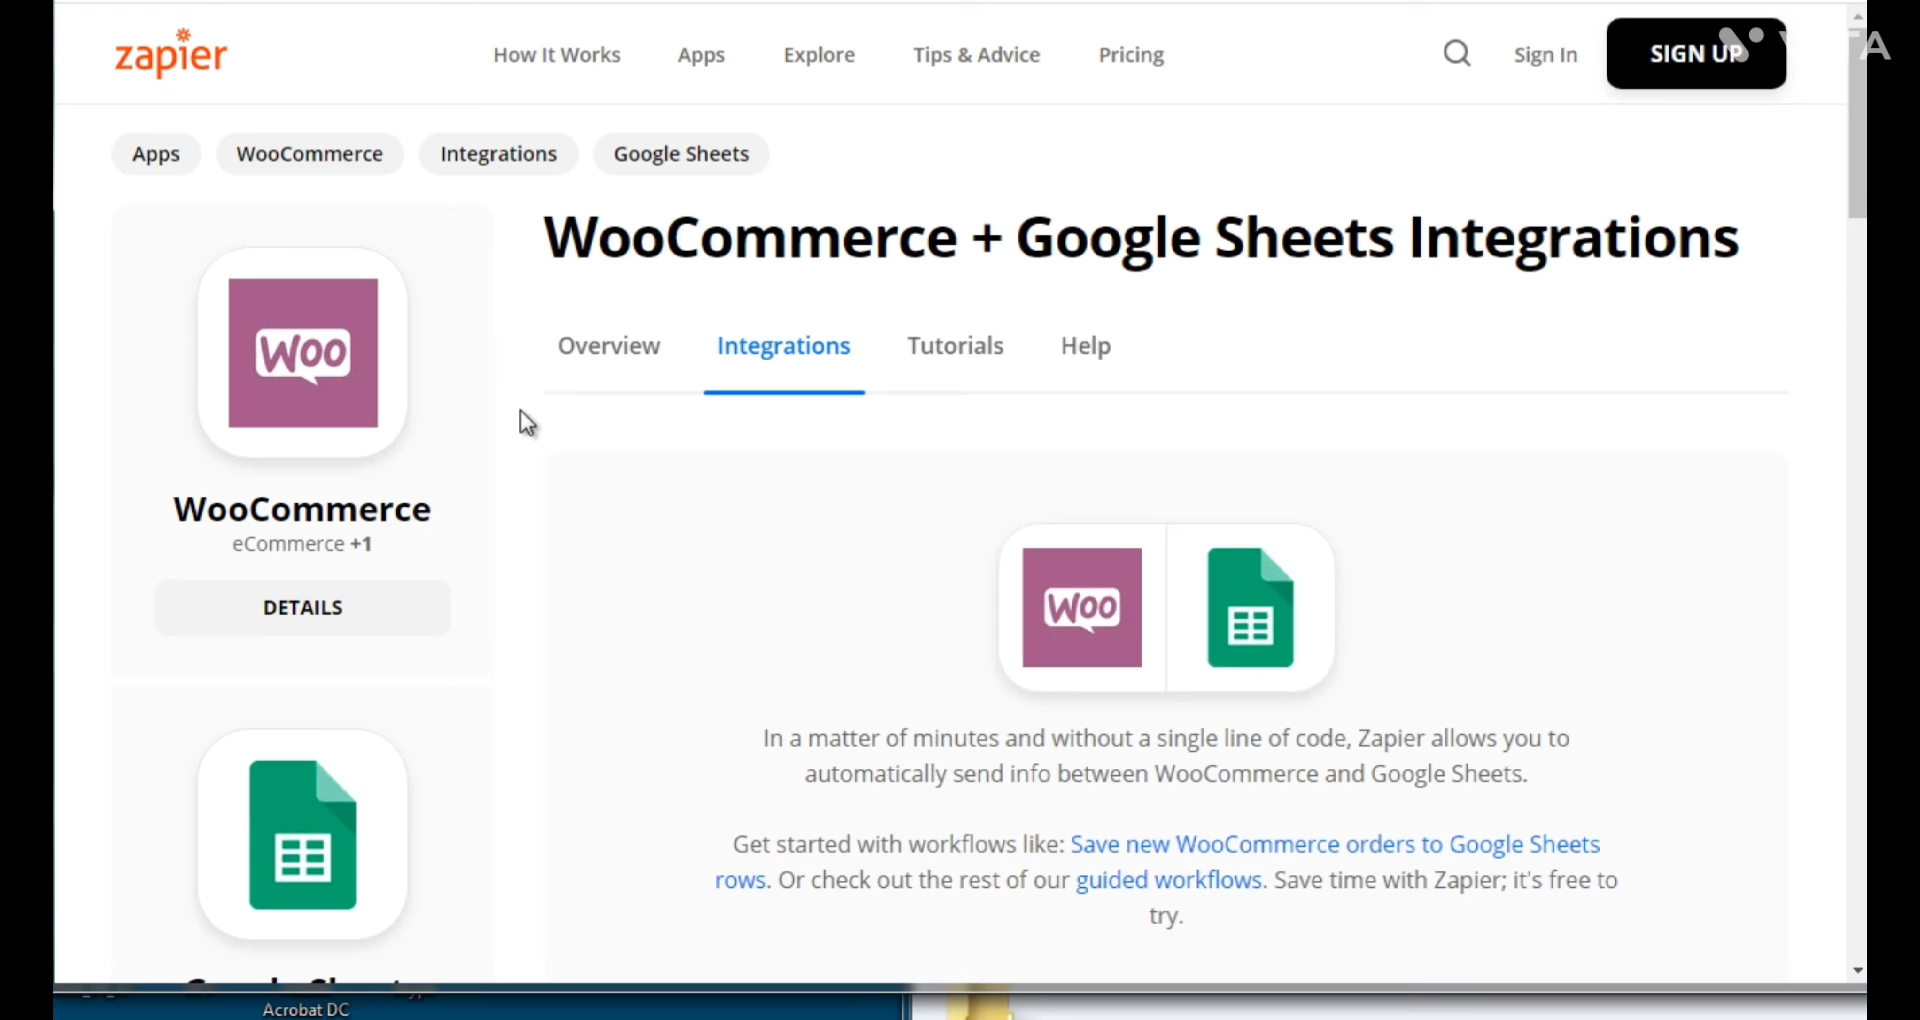 zapier
How It Works
Apps
Explore
Tips & Advice
Pricing
Sign In
SIGN UP
Apps
WooCommerce
Integrations
Google Sheets
WooCommerce + Google Sheets Integrations
Overview
Integrations
Tutorials
Help
Woo
WooCommerce
eCommerce +1
DETAILS
Woo
In a matter of minutes and without a single line of code, Zapier allows you to
automatically send info between WooCommerce and Google Sheets.
Get started with workflows like: Save new WooCommerce orders to Google Sheets
rows. Or check out the rest of our guided workflows. Save time with Zapier; it's free to
try.
Acrobat DC